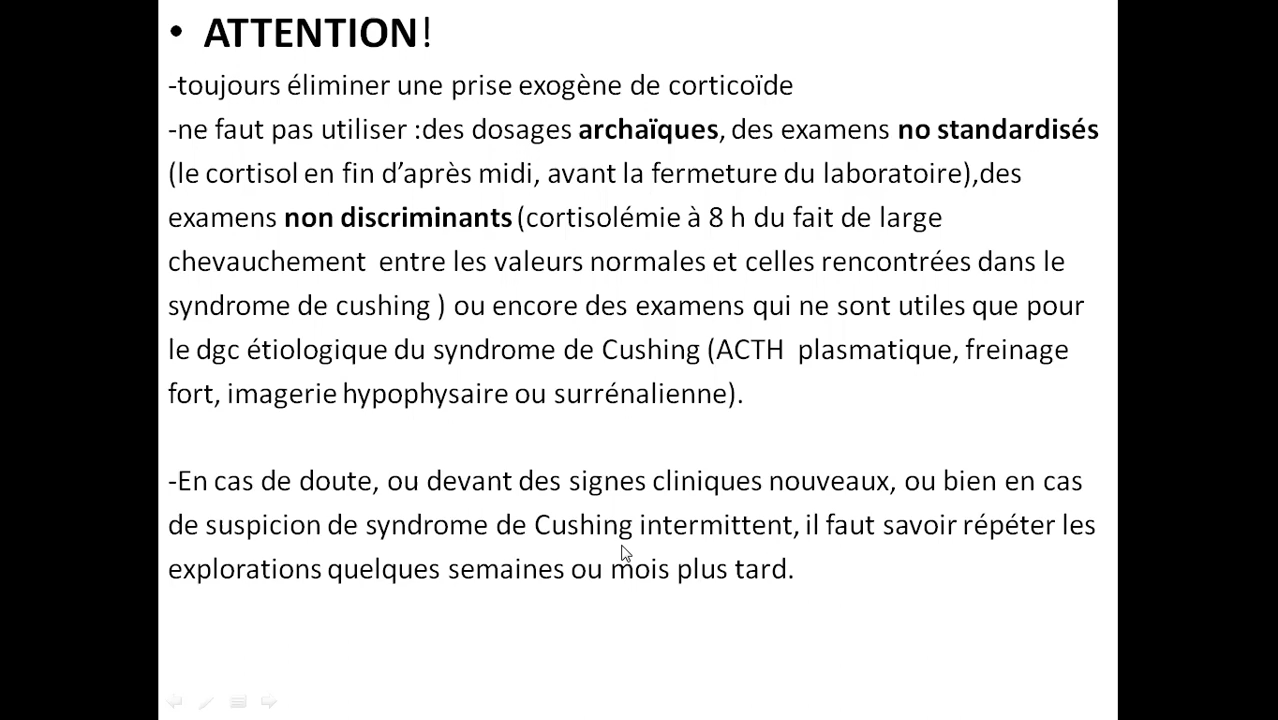 • ATTENTION!
-toujours éliminer une prise exogène de corticoïde
-ne faut pas utiliser :des dosages archaïques, des examens no standardisés
(le cortisol en fin d’après midi, avant la fermeture du laboratoire),des
examens non discriminants (cortisolémie à 8 h du fait de large
chevauchement entre les valeurs normales et celles rencontrées dans le
syndrome de cushing ) ou encore des examens qui ne sont utiles que pour
le dgc étiologique du syndrome de Cushing (ACTH plasmatique, freinage
fort, imagerie hypophysaire ou surrénalienne).
-En cas de doute, ou devant des signes cliniques nouveaux, ou bien en cas
de suspicion de syndrome de Cushing intermittent, il faut savoir répéter les
explorations quelques semaines ou mois plus tard.